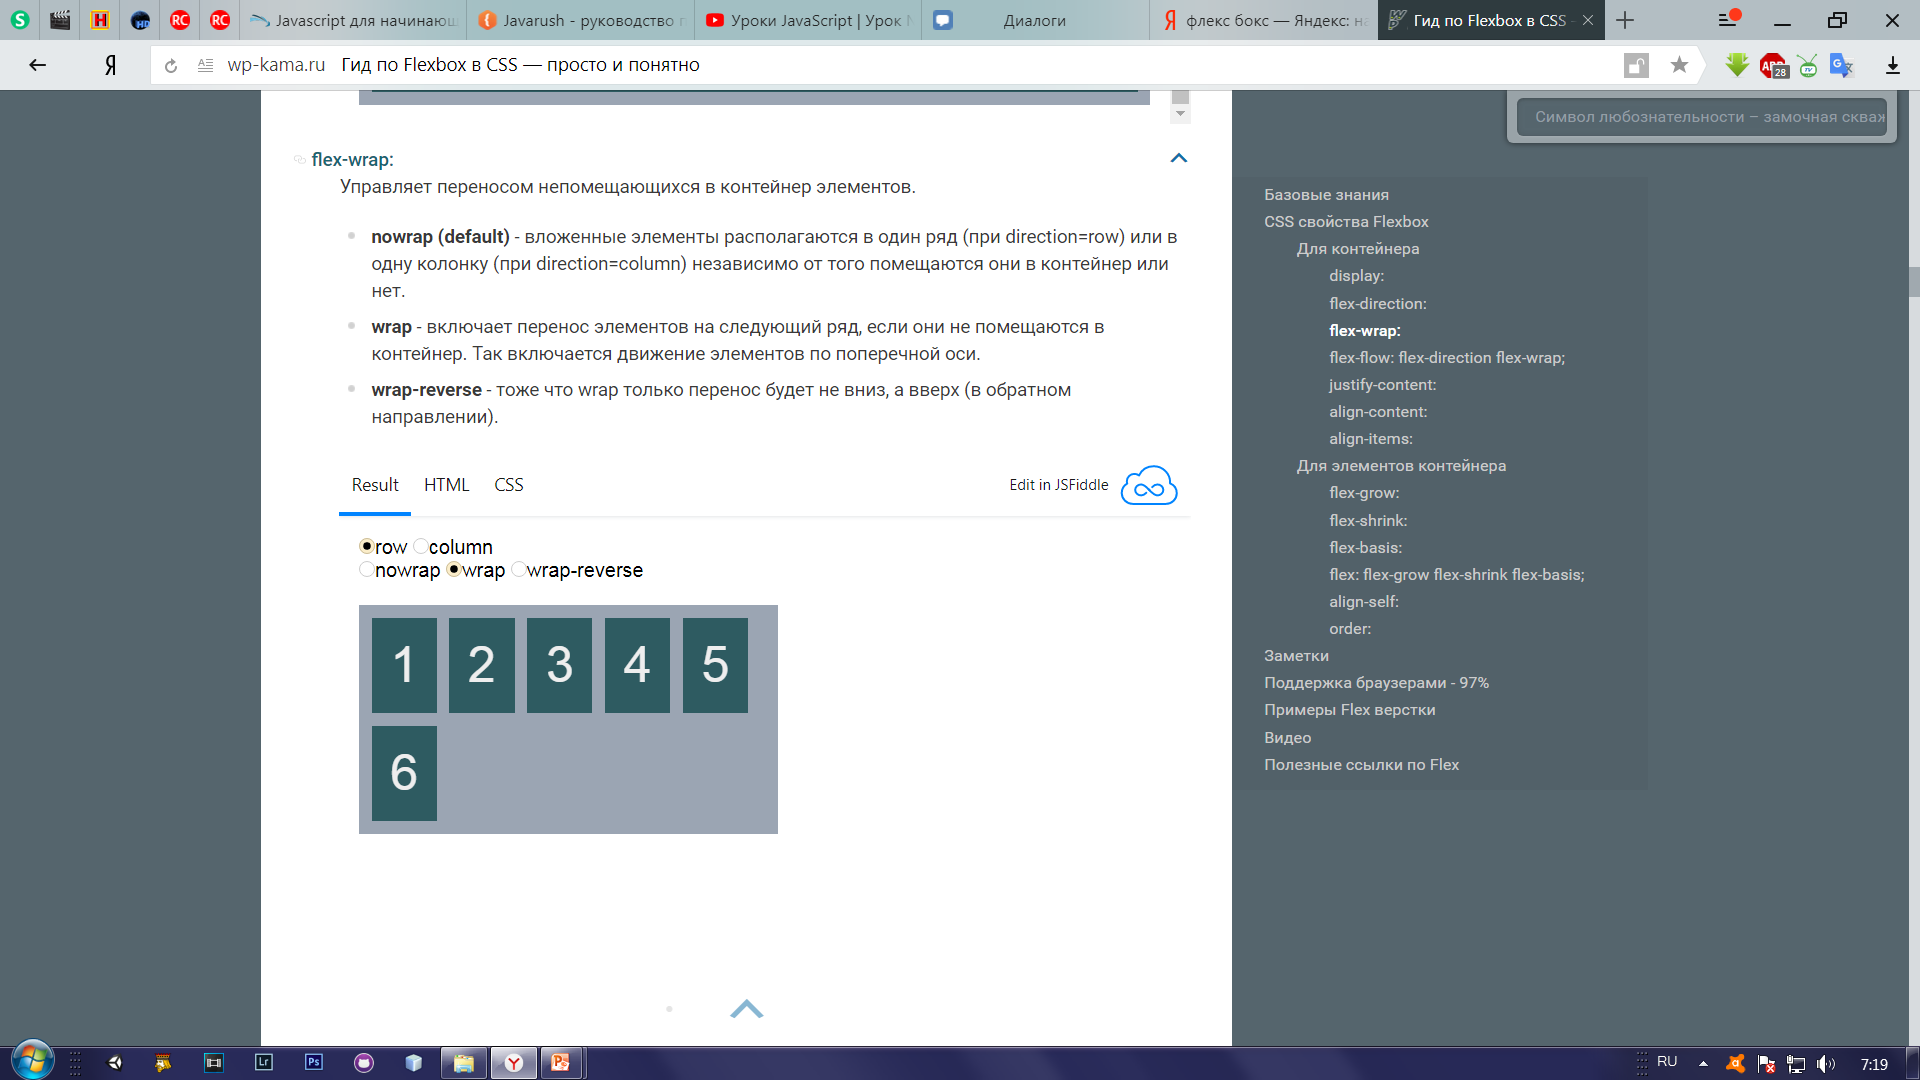 S
H
HD
RC
RC
Javascript для начинаю
Javarush - руководство
Уроки JavaScript | Урок
Диалоги
Я
флекс бокс — Яндекс:
Гид по Flexbox в CSS
Я
wp-kama.ru Гид по Flexbox в CSS — просто и понятно
28
Символ любознательности – замочная
flex-wrap:
Управляет переносом непомещающихся в контейнер элементов.
nowrap (default) - вложенные элементы располагаются в один ряд (при direction=row) или в
одну колонку (при direction=column) независимо от того помещаются они в контейнер или
нет.
wrap - включает перенос элементов на следующий ряд, если они не помещаются в
контейнер. Так включается движение элементов по поперечной оси.
wrap-reverse - тоже что wrap только перенос будет не вниз, а вверх (в обратном
направлении).
Result HTML CSS
Edit in JSFiddle
row column
nowrap wrap wrap-reverse
1 2 3 4 5
6
Базовые знания
CSS свойства Flexbox
Для контейнера
display:
flex-direction:
flex-wrap:
flex-flow: flex-direction flex-wrap;
justify-content:
align-content:
align-items:
Для элементов контейнера
flex-grow:
flex-shrink:
flex-basis:
flex: flex-grow flex-shrink flex-basis;
align-self:
order:
Заметки
Поддержка браузерами - 97%
Примеры Flex верстки
Видео
Полезные ссылки по Flex
Lr
Ps
Y
RU
7:19